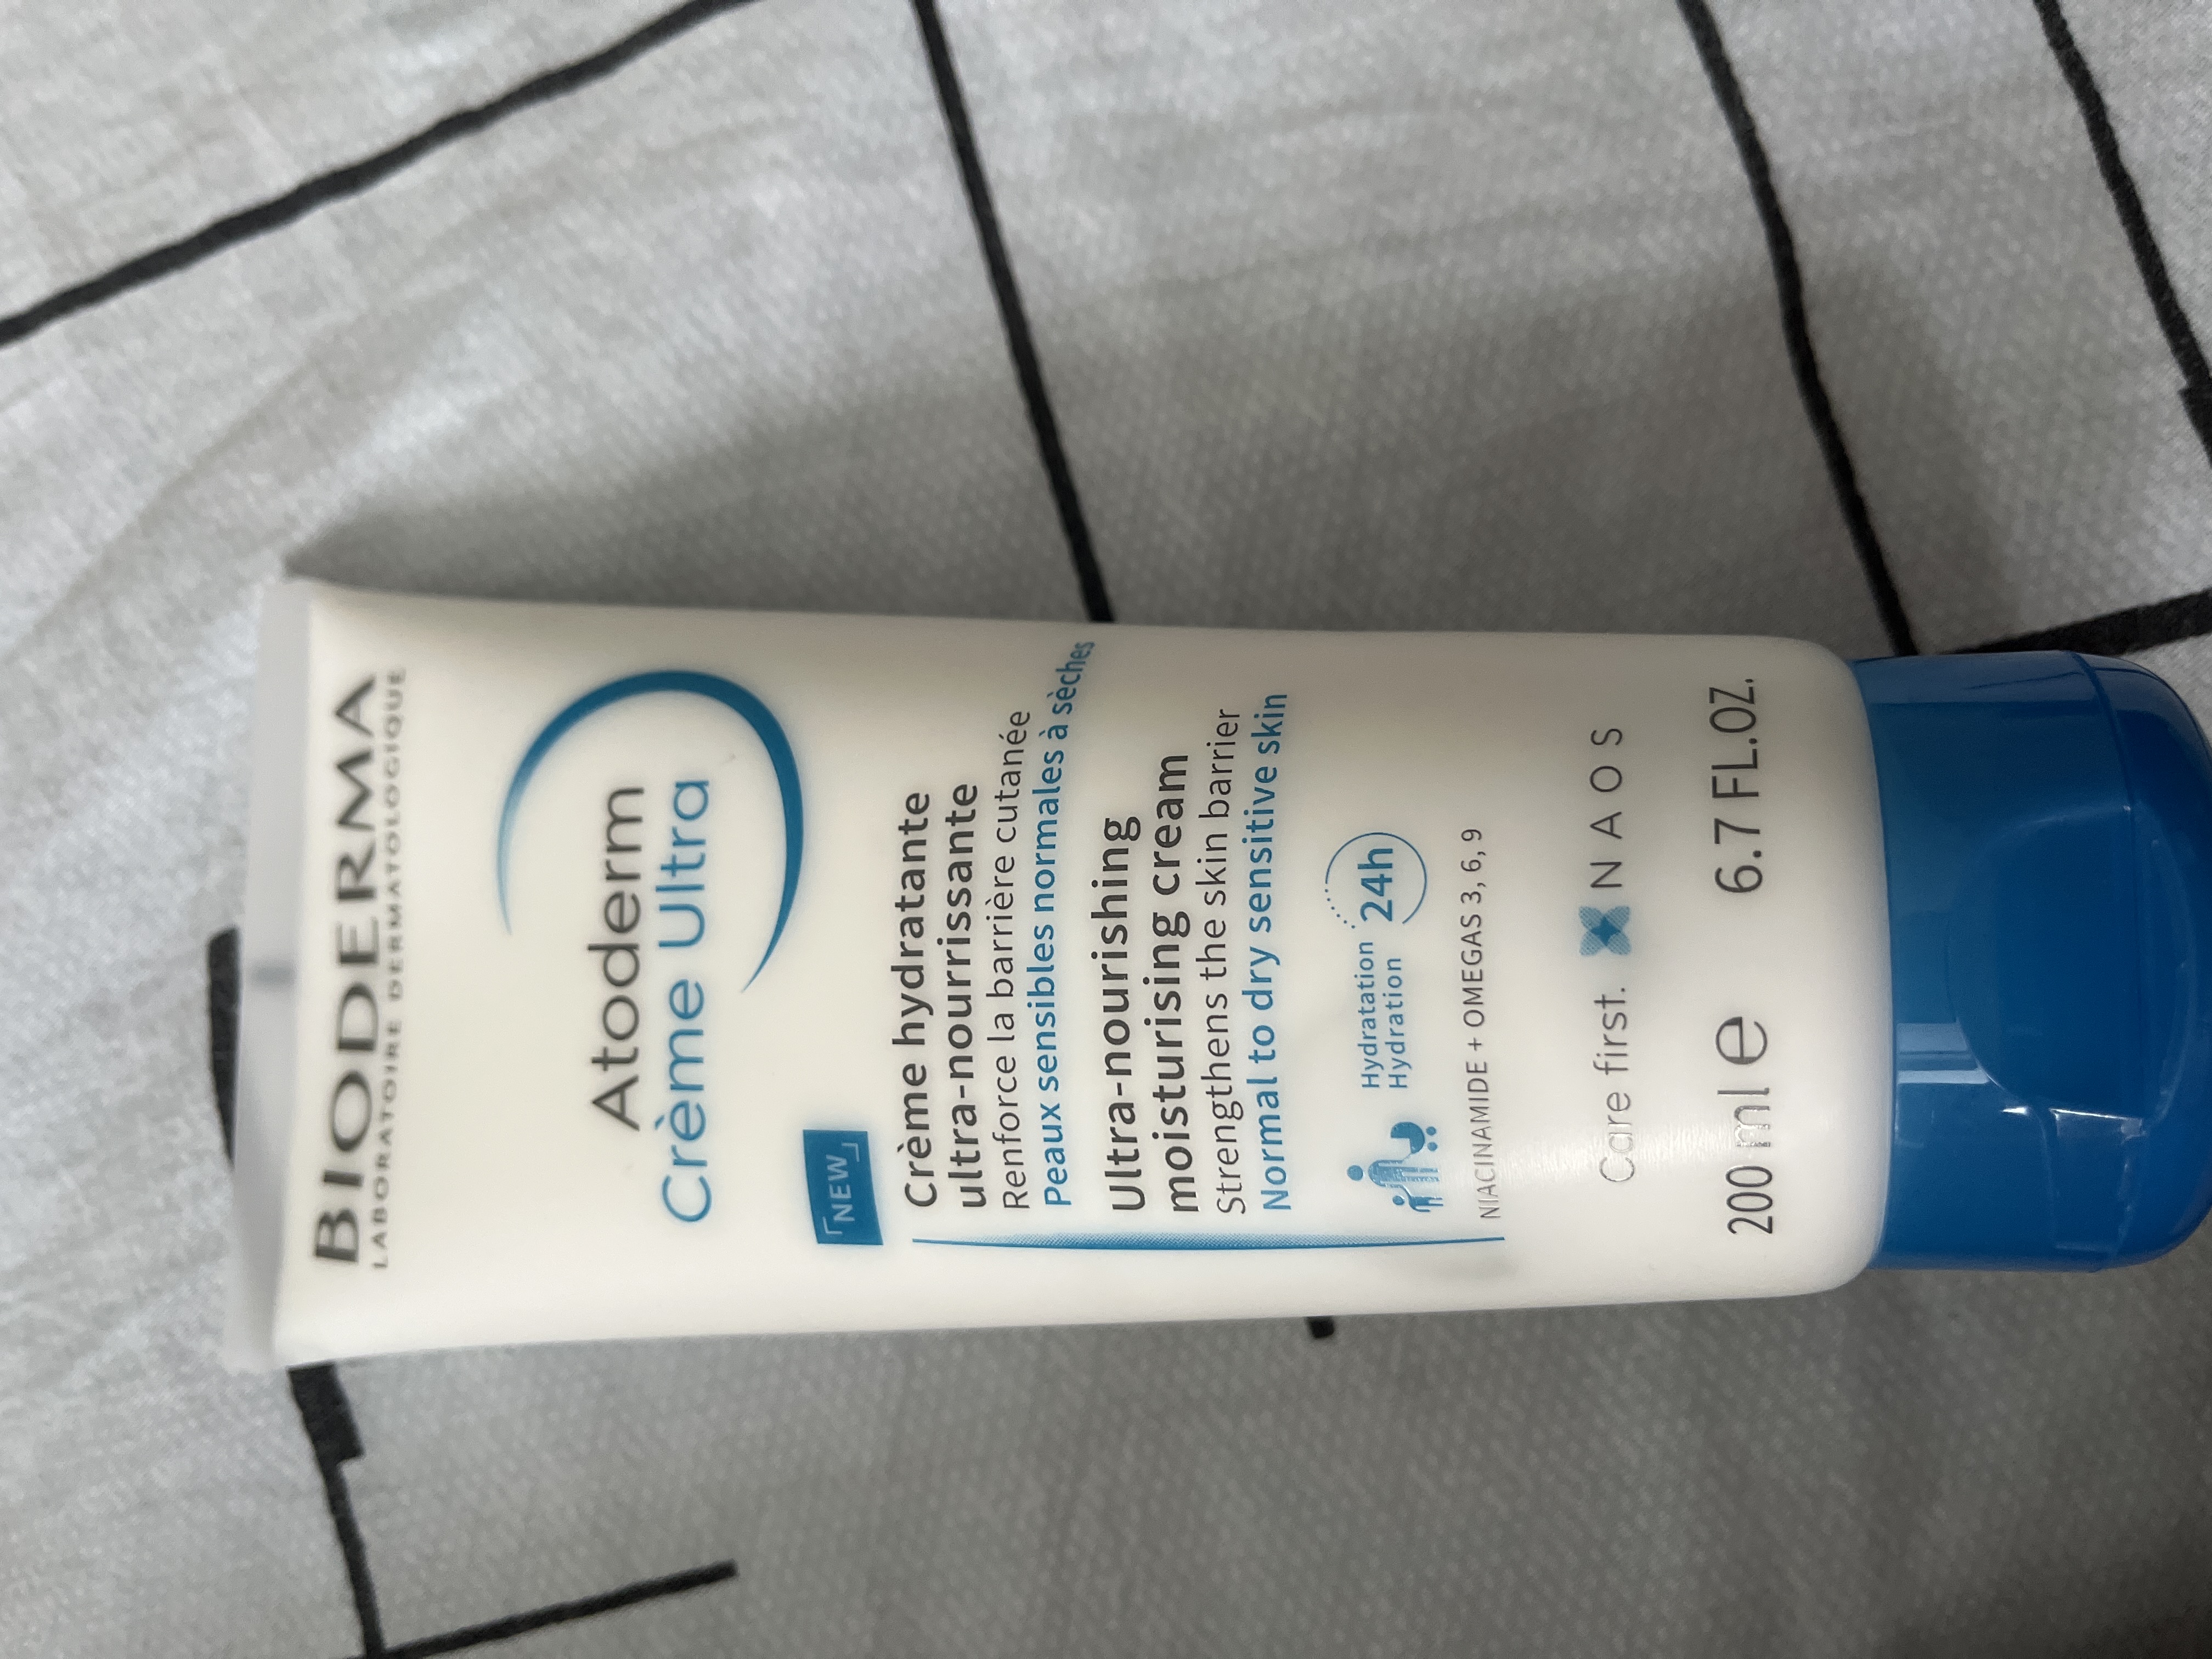 BIODERMA
LABORATOIRE DERMATOLOGIQUE
Atoderm
Crème Ultra
NEW
Crème hydratante
ultra-nourrissante
Renforce la barrière cutanée
Peaux sensibles normales à sèches
Ultra-nourishing
moisturising cream
Strengthens the skin barrier
Normal to dry sensitive skin
Hydratation
Hydration
24h
NIACINAMIDE + OMEGAS 3, 6, 9
Care first. NAOS
200 ml e 6.7 FL.OZ.